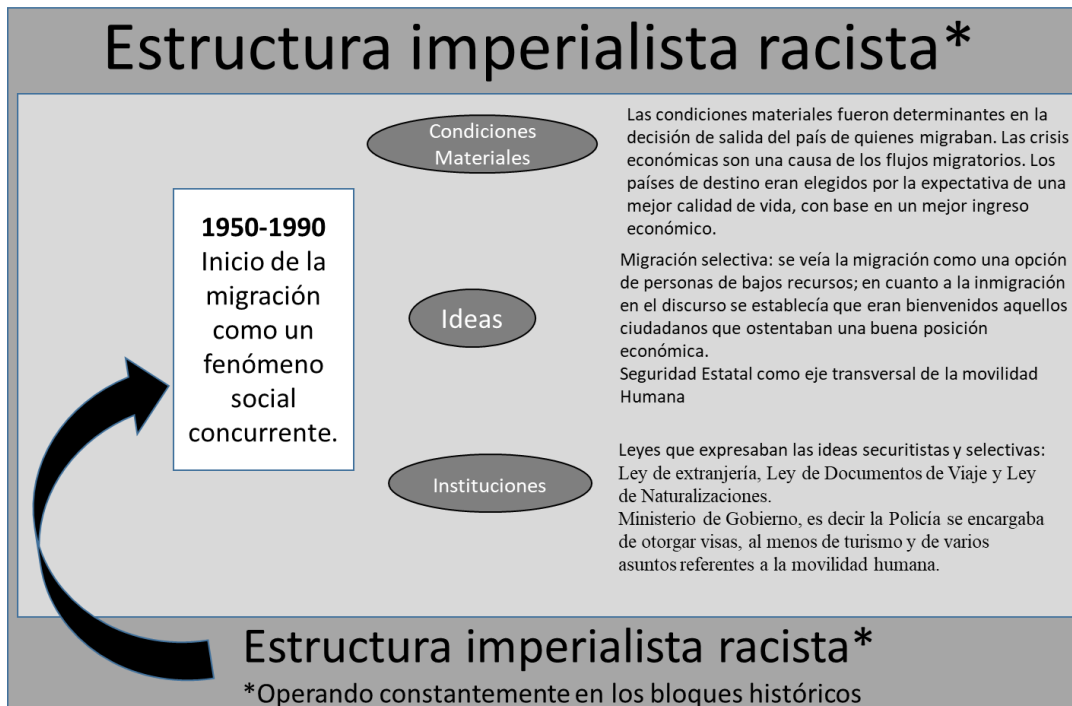 Estructura imperialista racista*
1950-1990
Inicio de la
migración
como un
fenómeno
social
concurrente.
Condiciones
Materiales
Las condiciones materiales fueron determinantes en la
decisión de salida del país de quienes migraban. Las crisis
económicas son una causa de los flujos migratorios. Los
países de destino eran elegidos por la expectativa de una
mejor calidad de vida, con base en un mejor ingreso
económico.
Ideas
Migración selectiva: se veía la migración como una opción
de personas de bajos recursos; en cuanto a la inmigración
en el discurso se establecía que eran bienvenidos aquellos
ciudadanos que ostentaban una buena posición
económica.
Seguridad Estatal como eje transversal de la movilidad
Humana
Instituciones
Leyes que expresaban las ideas securitistas y selectivas:
Ley de extranjería, Ley de Documentos de Viaje y Ley
de Naturalizaciones.
Ministerio de Gobierno, es decir la Policía se encargaba
de otorgar visas, al menos de turismo y de varios
asuntos referentes a la movilidad humana.
Estructura imperialista racista*
*Operando constantemente en los bloques históricos